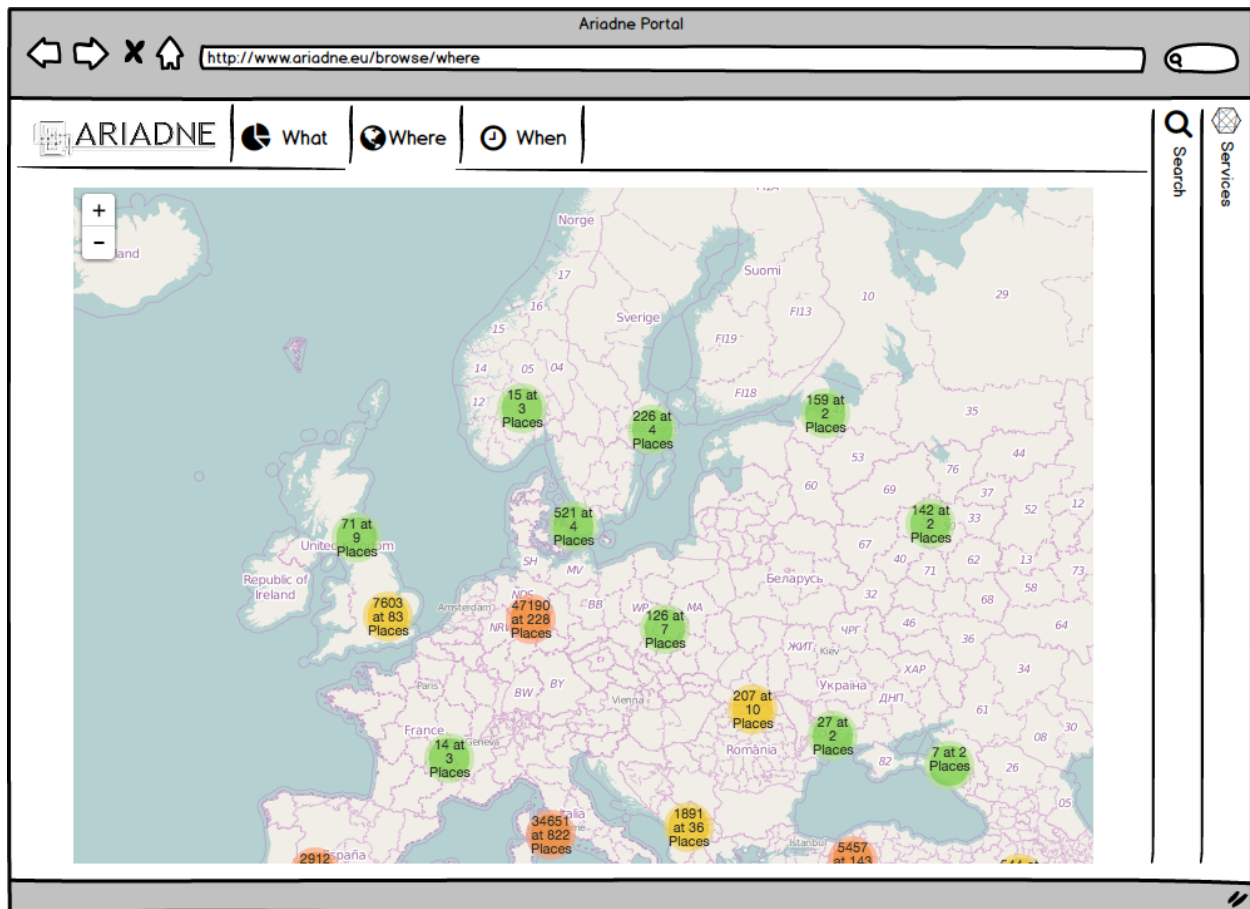 Ariadne Portal
http://www.ariadne.eu/browse/where
ARIADNE
What
Where
When
Search
Services
+
−
Norge
Suomi
Sverige
17
16
15
14
12
05
04
10
29
FI13
FI19
FI18
15 at
3
Places
226 at
4
Places
159 at
2
Places
35
44
53
76
60
69
37
12
52
33
71 at
9
Places
521 at
4
Places
142 at
2
Places
67
40
71
62
13
73
58
SH
MV
Republic of
Ireland
Беларусь
32
68
64
7603
at 83
Places
Amsterdam
47190
at 228
Places
BB
WP
MA
126 at
7
Places
46
36
ЧРГ
ЖИТ
Kiev
ХАР
34
Paris
BW
BY
Vienna
207 at
10
Places
Україна
ДНП
61
30
France
Geneva
14 at
3
Places
România
27 at
2
Places
7 at 2
Places
08
82
26
05
34651
at 822
Places
1891
at 36
Places
Istanbul
5457
at 143
2912